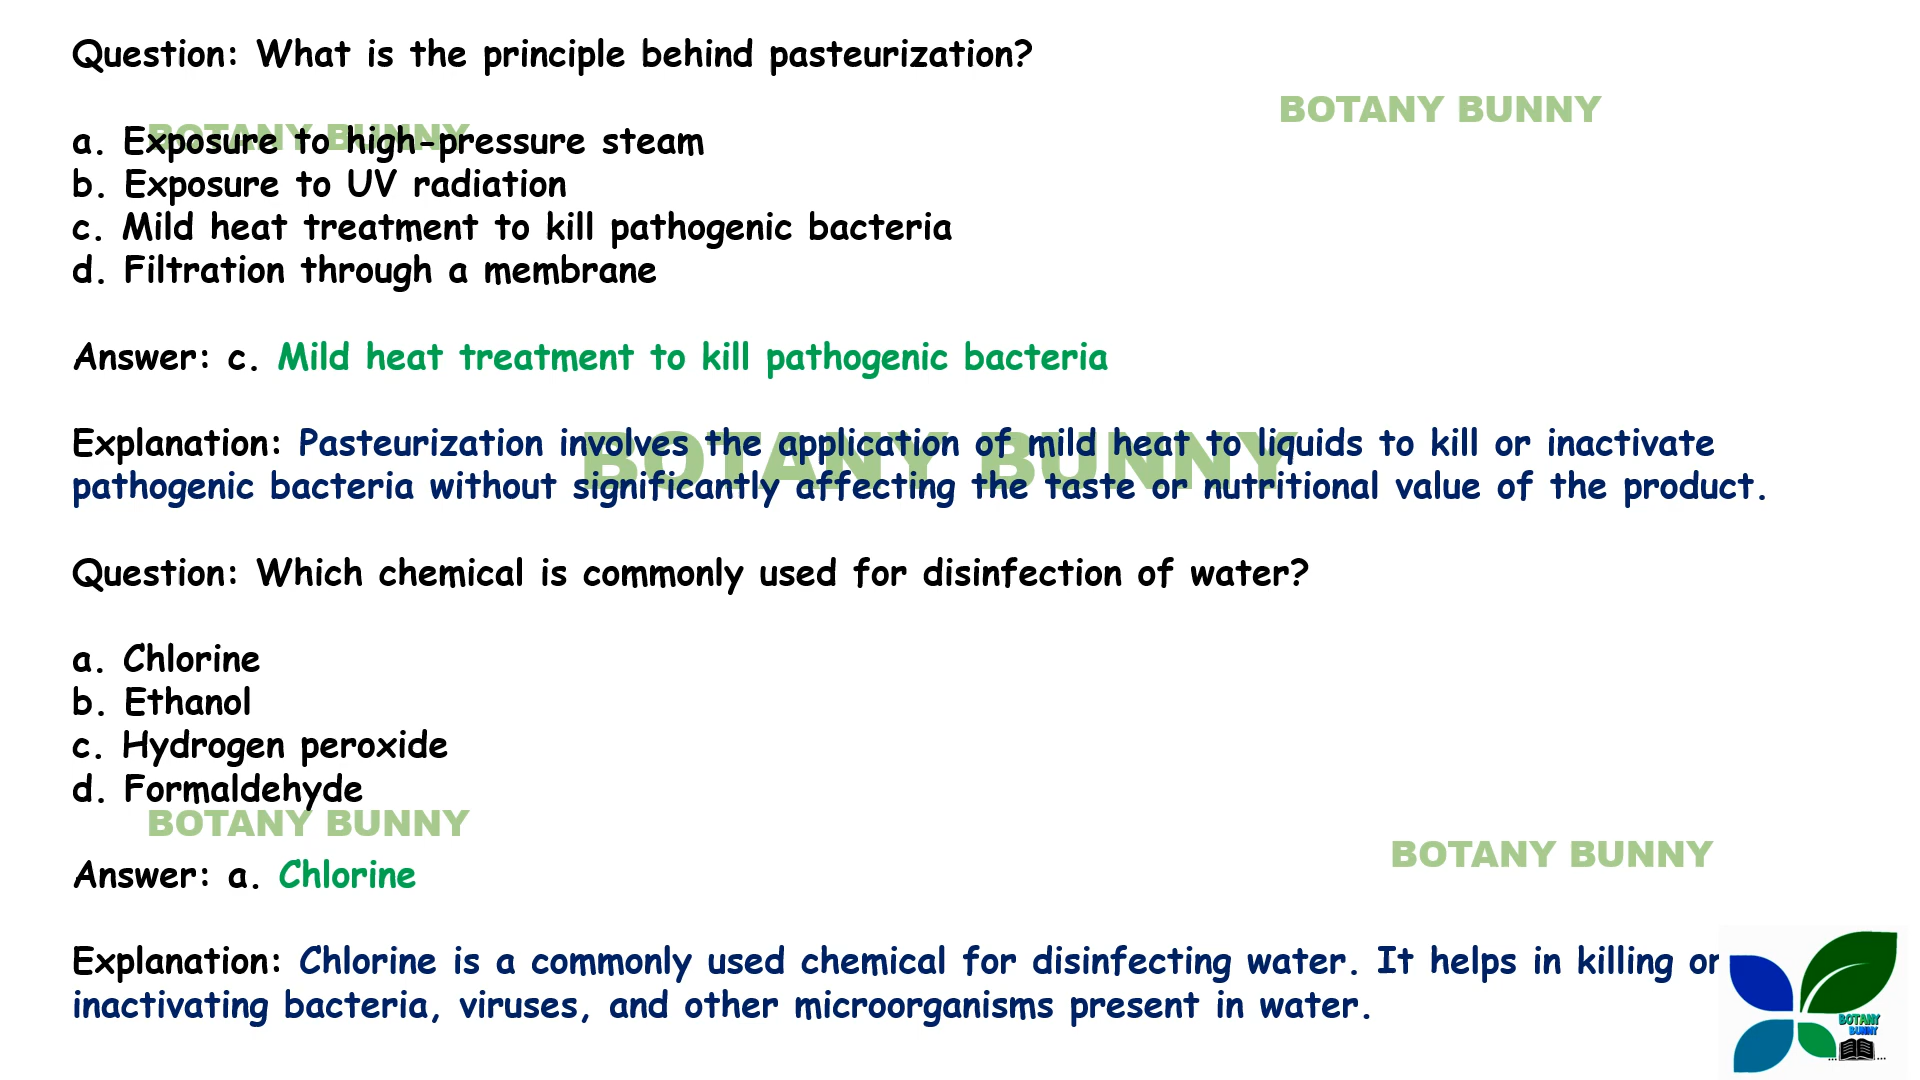 Question: What is the principle behind pasteurization?
BOTANY BUNNY
BOTANY BUNNY
a. Exposure to high-pressure steam
b. Exposure to UV radiation
c. Mild heat treatment to kill pathogenic bacteria
d. Filtration through a membrane
Answer: c. Mild heat treatment to kill pathogenic bacteria
Explanation: Pasteurization involves the application of mild heat to liquids to kill or inactivate
BOTANY BUNNY
pathogenic bacteria without significantly affecting the taste or nutritional value of the product.
Question: Which chemical is commonly used for disinfection of water?
a. Chlorine
b. Ethanol
c. Hydrogen peroxide
d. Formaldehyde
BOTANY BUNNY
BOTANY BUNNY
Answer: a. Chlorine
Explanation: Chlorine is a commonly used chemical for disinfecting water. It helps in killing or
inactivating bacteria, viruses, and other microorganisms present in water.
BOTANY
BUNNY